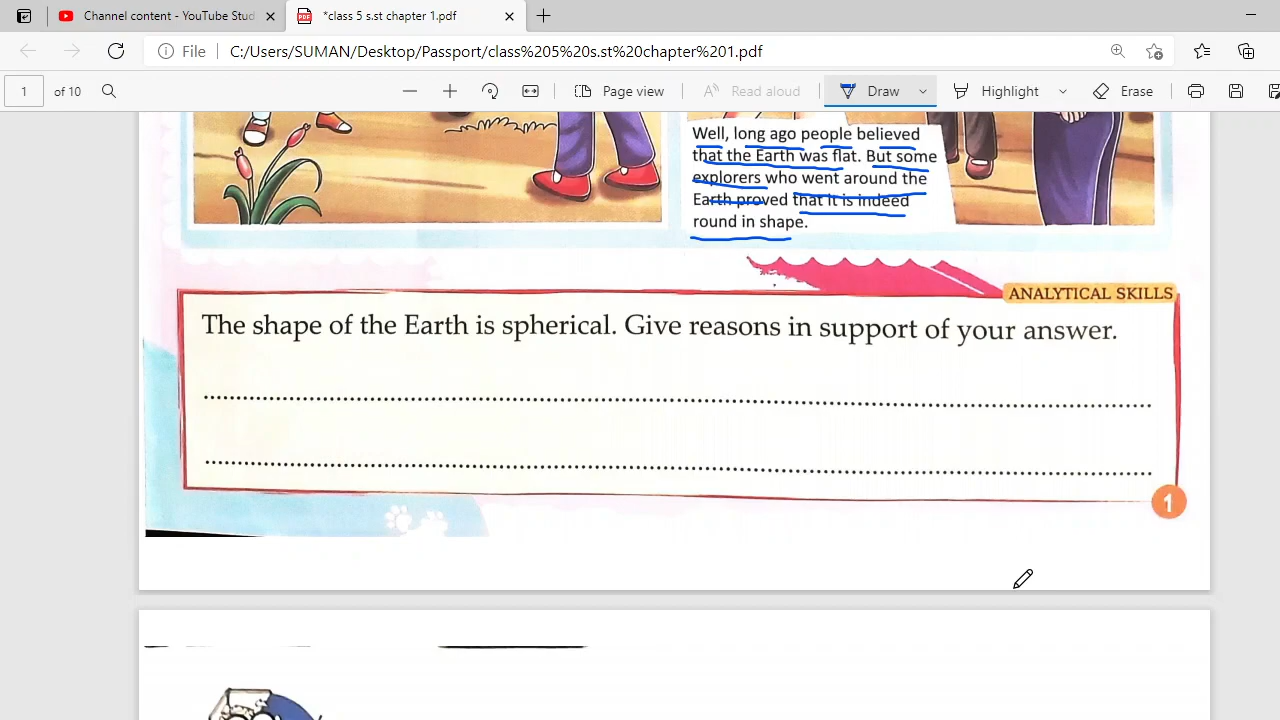 Channel content - YouTube Stud
*class 5 s.st chapter 1.pdf
File
C:/Users/SUMAN/Desktop/Passport/class%205%20s.st%20chapter%201.pdf
1 of 10
Page view
Read aloud
Draw
Highlight
Erase
Well, long ago people believed
that the Earth was flat. But some
explorers who went around the
Earth proved that it is indeed
round in shape.
ANALYTICAL SKILLS
The shape of the Earth is spherical. Give reasons in support of your answer.
1